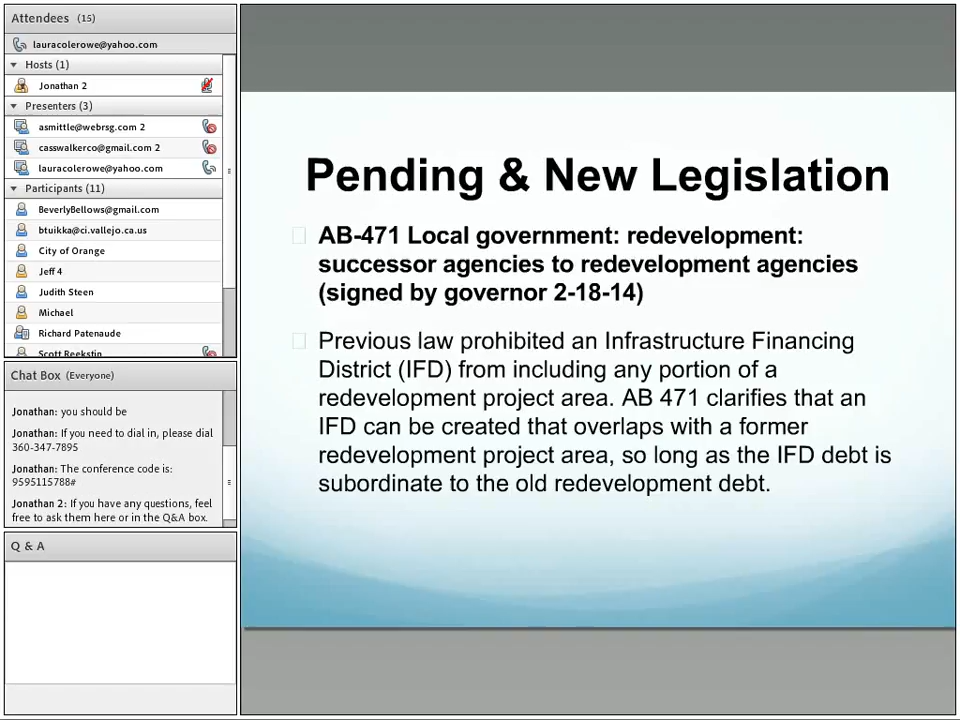 Attendees (15)
lauracolerowe@yahoo.com
Hosts (1)
Jonathan 2
Presenters (3)
asmittle@webrsg.com 2
casswalkerco@gmail.com 2
lauracolerowe@yahoo.com
Participants (11)
BeverlyBellows@gmail.com
btuikka@ci.vallejo.ca.us
City of Orange
Jeff 4
Judith Steen
Michael
Richard Patenaude
Scott Reekstin
Chat Box (Everyone)
Jonathan: you should be
Jonathan: If you need to dial in, please dial
360-347-7895
Jonathan: The conference code is:
9595115788#
Jonathan 2: If you have any questions, feel
free to ask them here or in the Q&A box.
Q & A
Pending & New Legislation
AB-471 Local government: redevelopment:
successor agencies to redevelopment agencies
(signed by governor 2-18-14)
Previous law prohibited an Infrastructure Financing
District (IFD) from including any portion of a
redevelopment project area. AB 471 clarifies that an
IFD can be created that overlaps with a former
redevelopment project area, so long as the IFD debt is
subordinate to the old redevelopment debt.